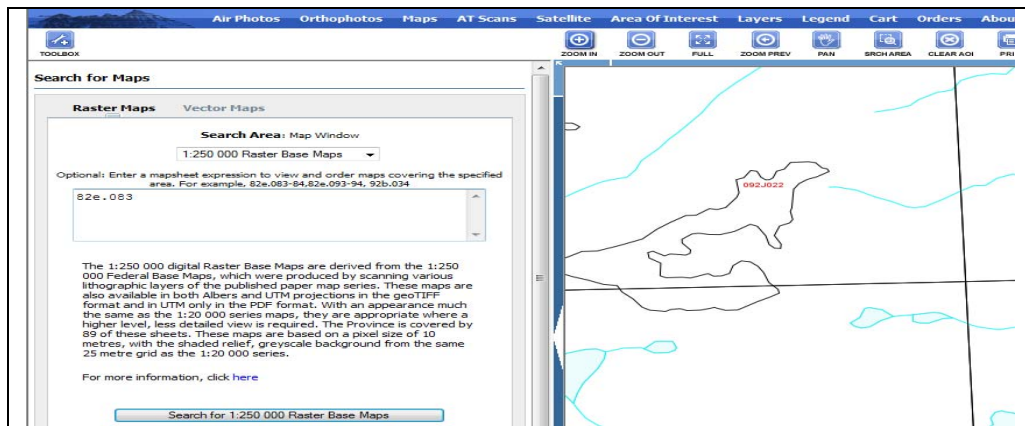 Air Photos Orthophotos Maps AT Scans Satellite Area Of Interest Layers Legend Cart Orders Abou
TOOLBOX
ZOOM IN ZOOM OUT FULL ZOOM PREV PAN SRCH AREA CLEAR AOI PRI
Search for Maps
Raster Maps Vector Maps
Search Area: Map Window
1:250 000 Raster Base Maps
Optional: Enter a mapsheet expression to view and order maps covering the specified
area. For example, 82e.083-84,82e.093-94, 92b.034
82e.083
The 1:250 000 digital Raster Base Maps are derived from the 1:250
000 Federal Base Maps, which were produced by scanning various
lithographic layers of the published paper map series. These maps are
also available in both Albers and UTM projections in the geoTIFF
format and in UTM only in the PDF format. With an appearance much
the same as the 1:20 000 series maps, they are appropriate where a
higher level, less detailed view is required. The Province is covered by
89 of these sheets. These maps are based on a pixel size of 10
metres, with the shaded relief, greyscale background from the same
25 metre grid as the 1:20 000 series.
For more information, click here
Search for 1:250 000 Raster Base Maps
092J022